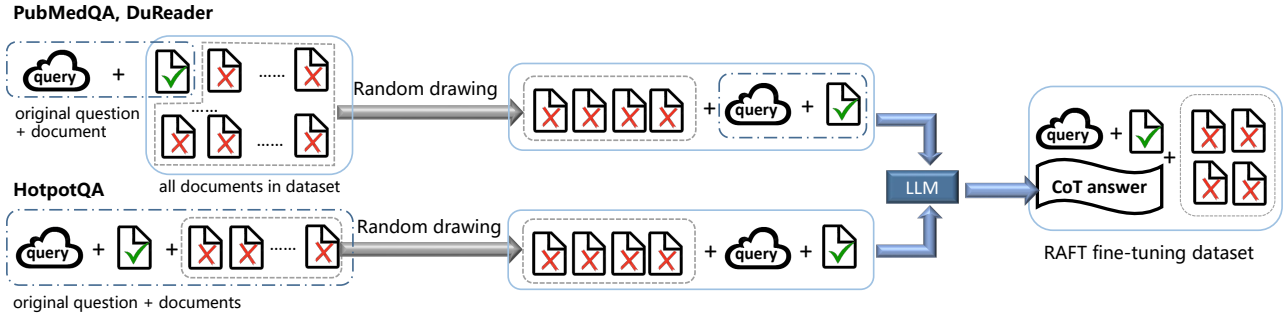 PubMedQA, DuReader
query + ......
original question
+ document
......
......
all documents in dataset
Random drawing
+ query +
HotpotQA
query + + ......
original question + documents
Random drawing
+ query +
LLM
query + +
CoT answer
RAFT fine-tuning dataset